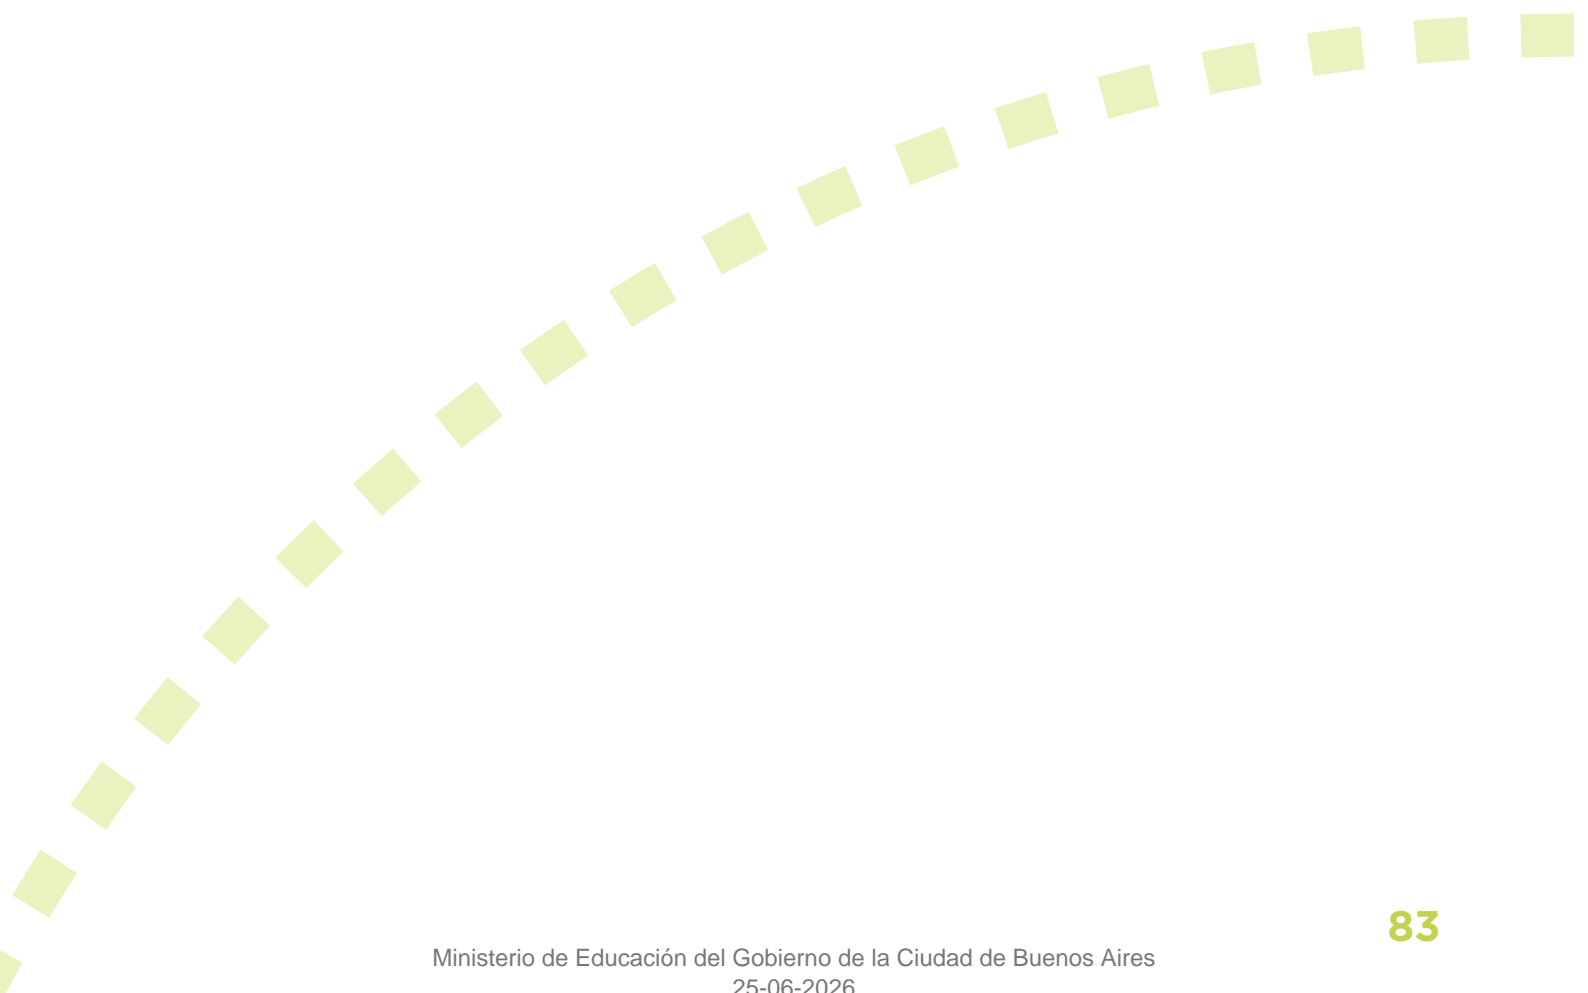 83
Ministerio de Educación del Gobierno de la Ciudad de Buenos Aires
25-06-2026